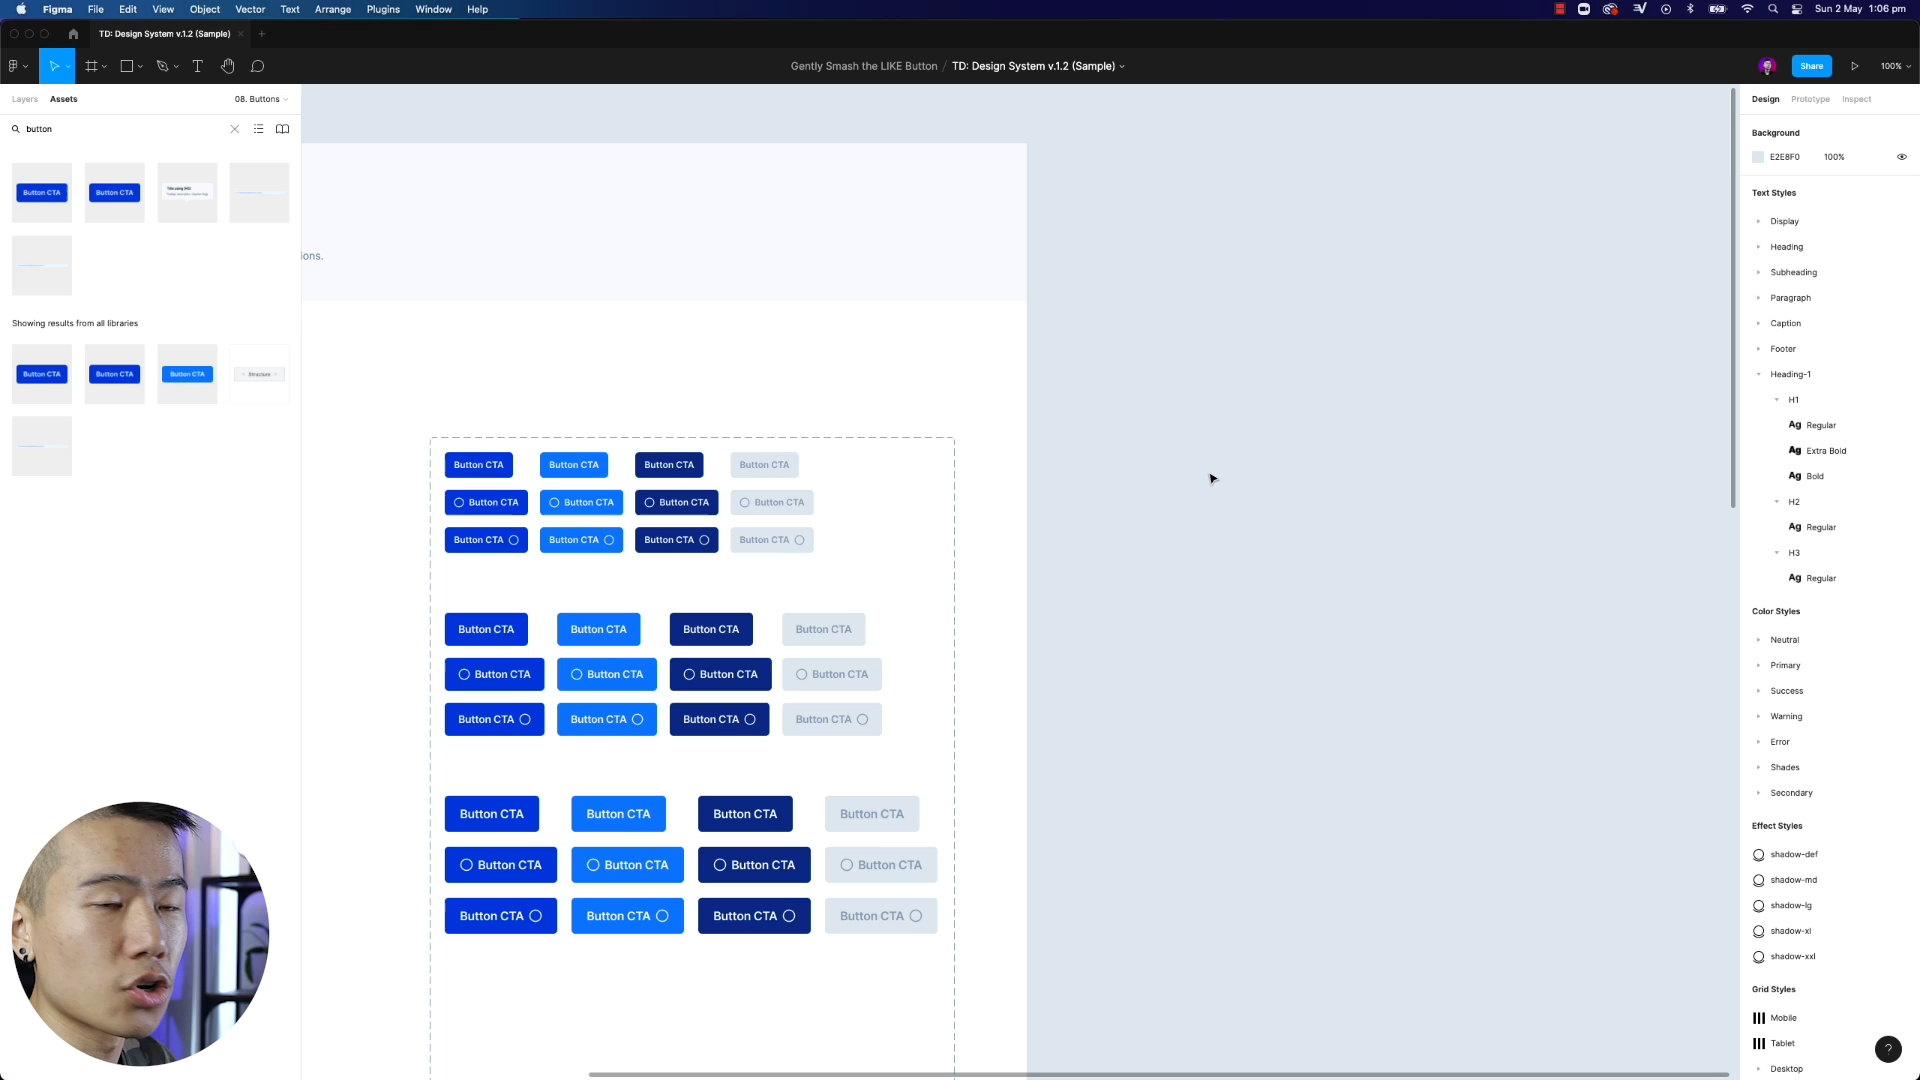 Figma File Edit View Object Vector Text Arrange Plugins Window Help
Sun 2 May 1:06 pm
TD: Design System v.1.2 (Sample)
Gently Smash the LIKE Button / TD: Design System v.1.2 (Sample)
Share
100%
Layers Assets
08. Buttons
button
Button CTA Button CTA
Showing results from all libraries
Button CTA Button CTA Button CTA Structure
ions.
Button CTA Button CTA Button CTA Button CTA
Button CTA Button CTA Button CTA Button CTA
Button CTA Button CTA Button CTA Button CTA
Button CTA Button CTA Button CTA Button CTA
Button CTA Button CTA Button CTA Button CTA
Button CTA Button CTA Button CTA Button CTA
Button CTA Button CTA Button CTA Button CTA
Button CTA Button CTA Button CTA Button CTA
Button CTA Button CTA Button CTA Button CTA
Design Prototype Inspect
Background
E2E8F0 100%
Text Styles
Display
Heading
Subheading
Paragraph
Caption
Footer
Heading-1
H1
Ag Regular
Ag Extra Bold
Ag Bold
H2
Ag Regular
H3
Ag Regular
Color Styles
Neutral
Primary
Success
Warning
Error
Shades
Secondary
Effect Styles
shadow-def
shadow-md
shadow-lg
shadow-xl
shadow-xxl
Grid Styles
Mobile
Tablet
Desktop
?